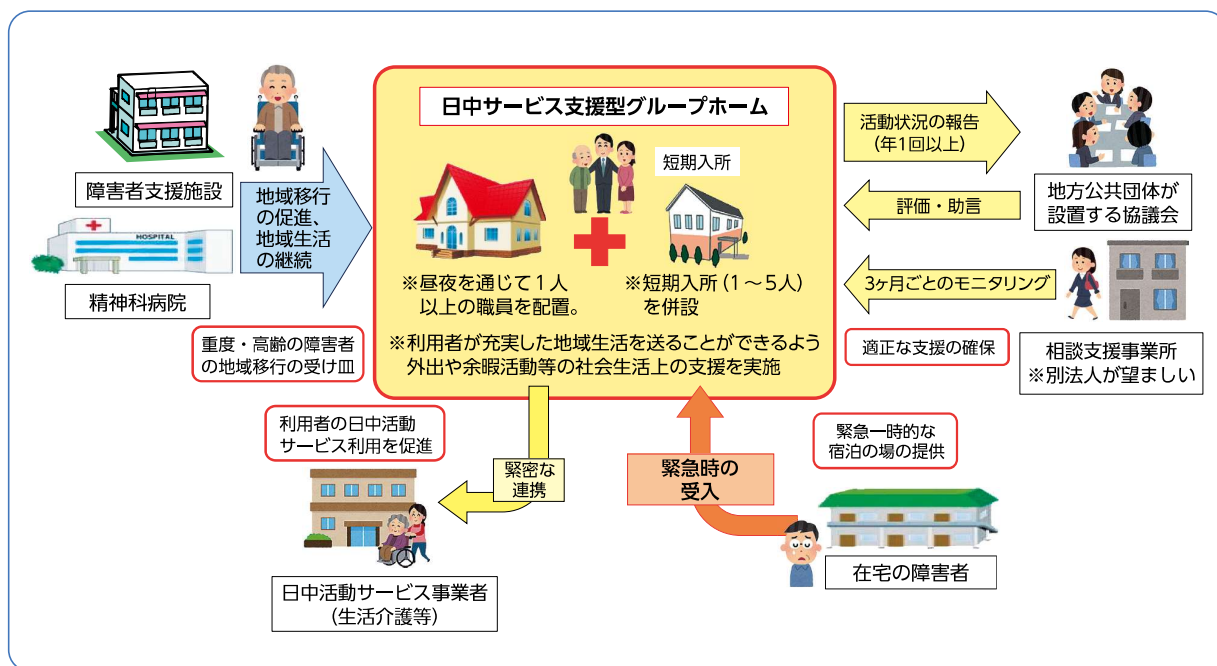 日中サービス支援型グループホーム
短期入所
※昼夜を通じて1人
以上の職員を配置。
※短期入所(1〜5人)
を併設
※利用者が充実した地域生活を送ることができるよう
外出や余暇活動等の社会生活上の支援を実施
障害者支援施設
HOSPITAL
精神科病院
地域移行
の促進、
地域生活
の継続
重度・高齢の障害者
の地域移行の受け皿
活動状況の報告
(年1回以上)
評価・助言
地方公共団体が
設置する協議会
3ヶ月ごとのモニタリング
適正な支援の確保
相談支援事業所
※別法人が望ましい
利用者の日中活動
サービス利用を促進
緊密な
連携
日中活動サービス事業者
(生活介護等)
緊急時の
受入
緊急一時的な
宿泊の場の提供
在宅の障害者